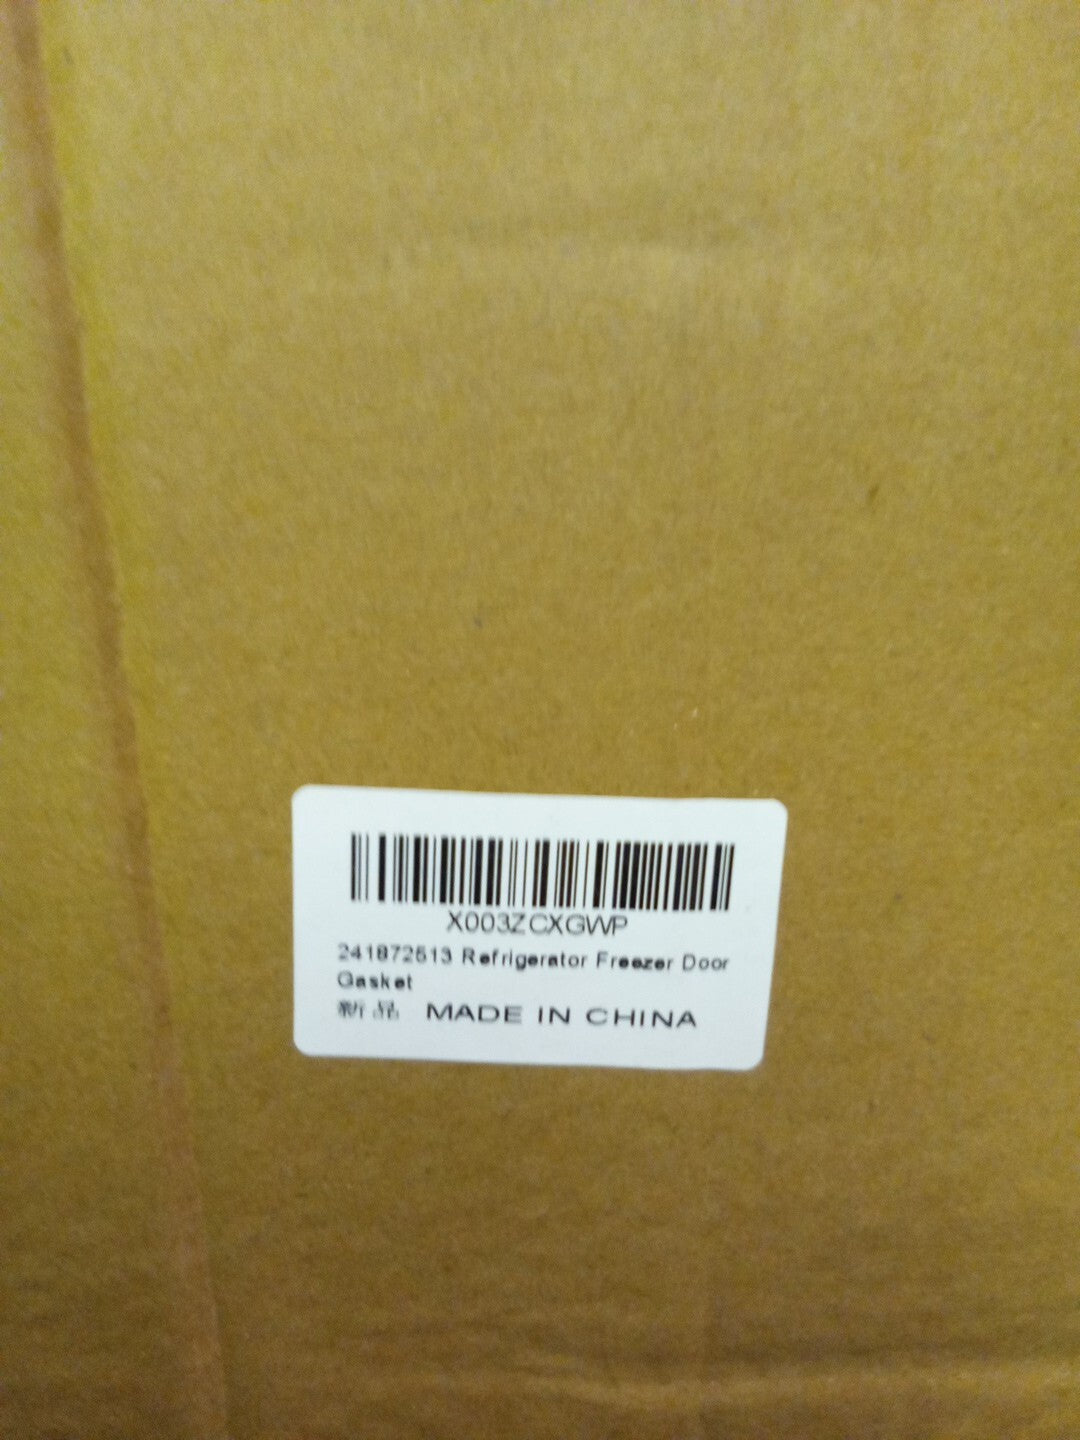 X003ZCXGWP
241872513 Refrigerator Freezer Door
Gasket
新品 MADE IN CHINA